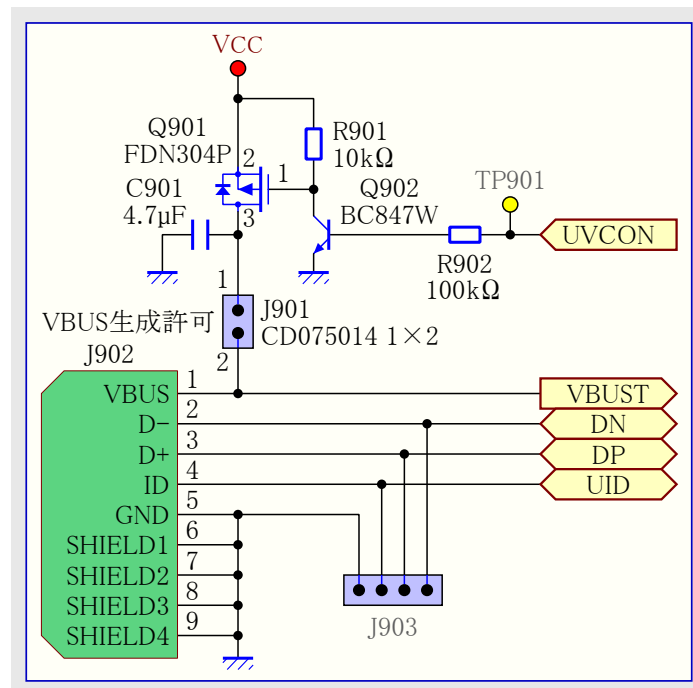 VCC
Q901
FDN304P
R901
10kΩ
2
1
3
C901
4.7µF
Q902
BC847W
TP901
UVCON
R902
100kΩ
1
J901
CD075014 1×2
VBUS生成許可
2
J902
VBUS 1 VBUST
D− 2 DN
D+ 3 DP
ID 4 UID
GND 5
SHIELD1 6
SHIELD2 7
SHIELD3 8
SHIELD4 9
J903